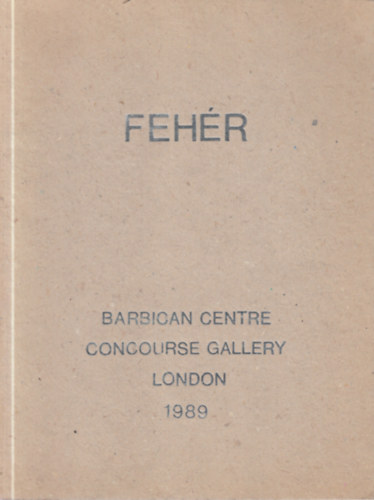 FEHÉR
BARBICAN CENTRE
CONCOURSE GALLERY
LONDON
1989